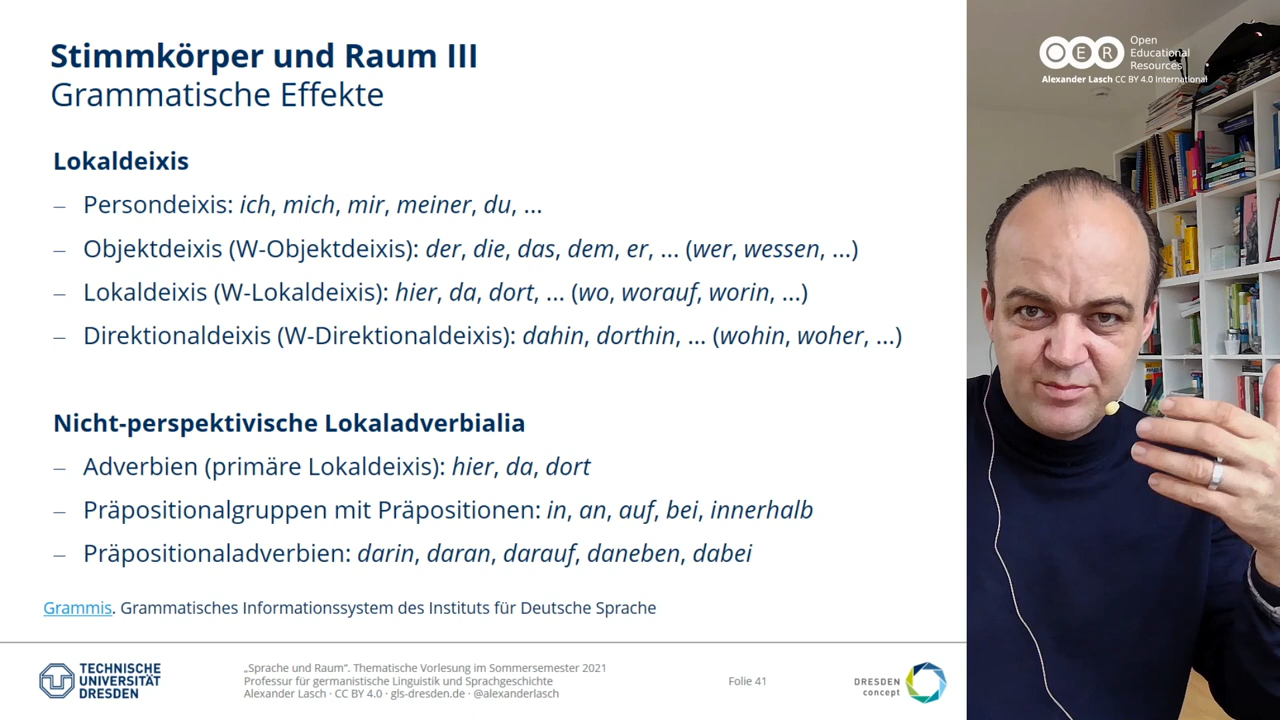 Stimmkörper und Raum III
Grammatische Effekte
Lokaldeixis
– Persondeixis: ich, mich, mir, meiner, du, ...
– Objektdeixis (W-Objektdeixis): der, die, das, dem, er, ... (wer, wessen, ...)
– Lokaldeixis (W-Lokaldeixis): hier, da, dort, ... (wo, worauf, worin, ...)
– Direktionaldeixis (W-Direktionaldeixis): dahin, dorthin, ... (wohin, woher, ...)
Nicht-perspektivische Lokaladverbialia
– Adverbien (primäre Lokaldeixis): hier, da, dort
– Präpositionalgruppen mit Präpositionen: in, an, auf, bei, innerhalb
– Präpositionaladverbien: darin, daran, darauf, daneben, dabei
Grammis. Grammatisches Informationssystem des Instituts für Deutsche Sprache
TECHNISCHE
UNIVERSITÄT
DRESDEN
„Sprache und Raum“. Thematische Vorlesung im Sommersemester 2021
Professur für germanistische Linguistik und Sprachgeschichte
Alexander Lasch · CC BY 4.0 · gls-dresden.de · @alexanderlasch
Folie 41
DRESDEN
concept
OER
Open
Educational
Resources
Alexander Lasch CC BY 4.0 International